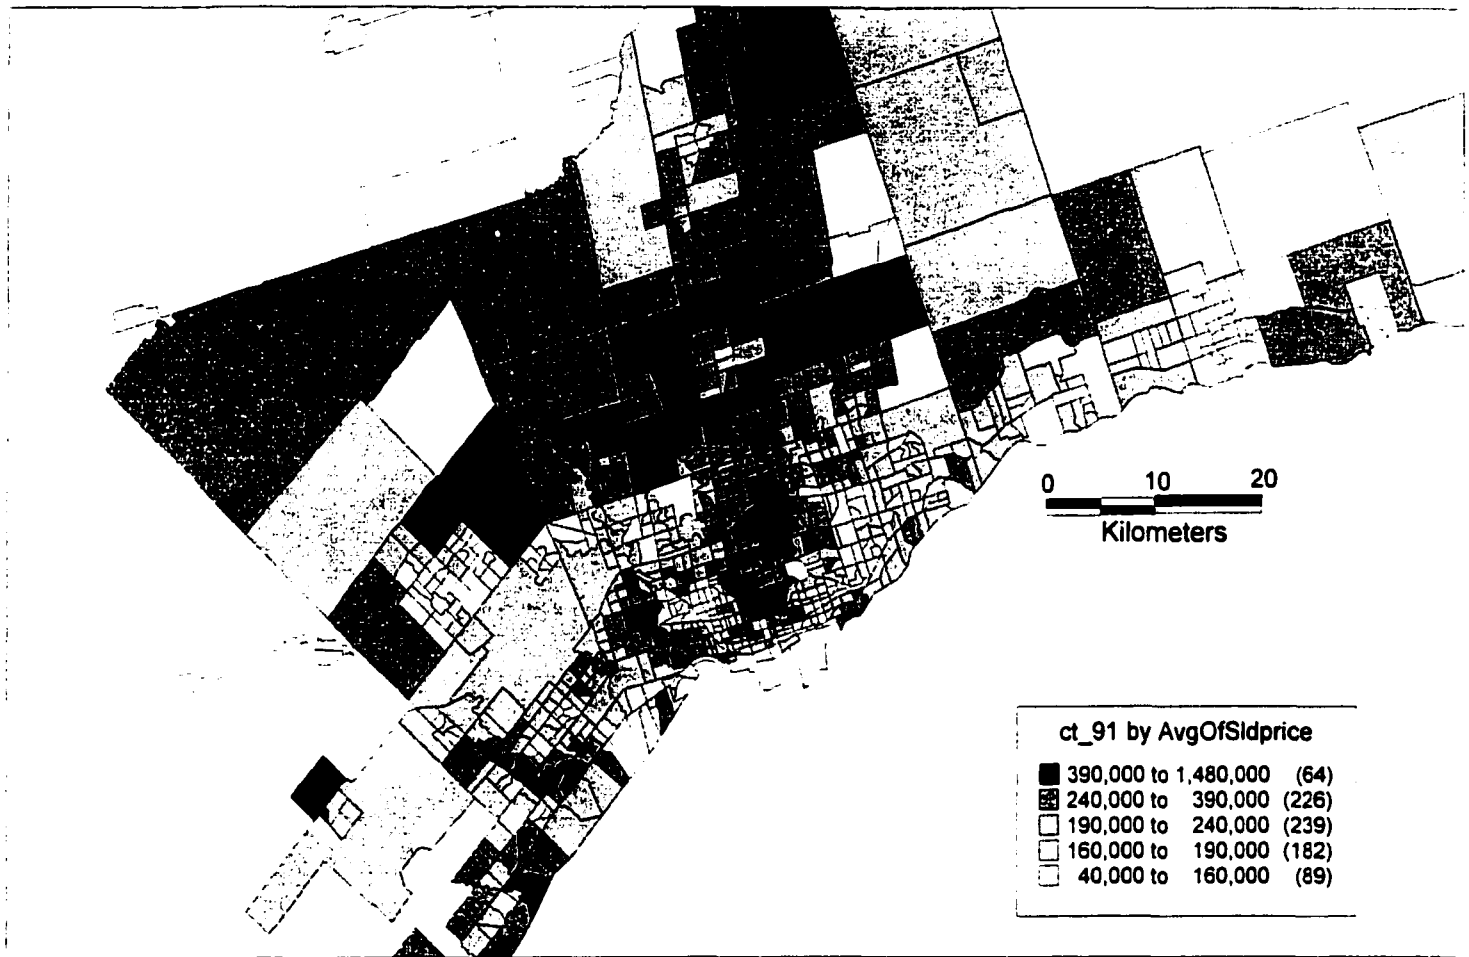 0 10 20
Kilometers
ct_91 by AvgOfSldprice
390,000 to 1,480,000 (64)
240,000 to 390,000 (226)
190,000 to 240,000 (239)
160,000 to 190,000 (182)
40,000 to 160,000 (89)